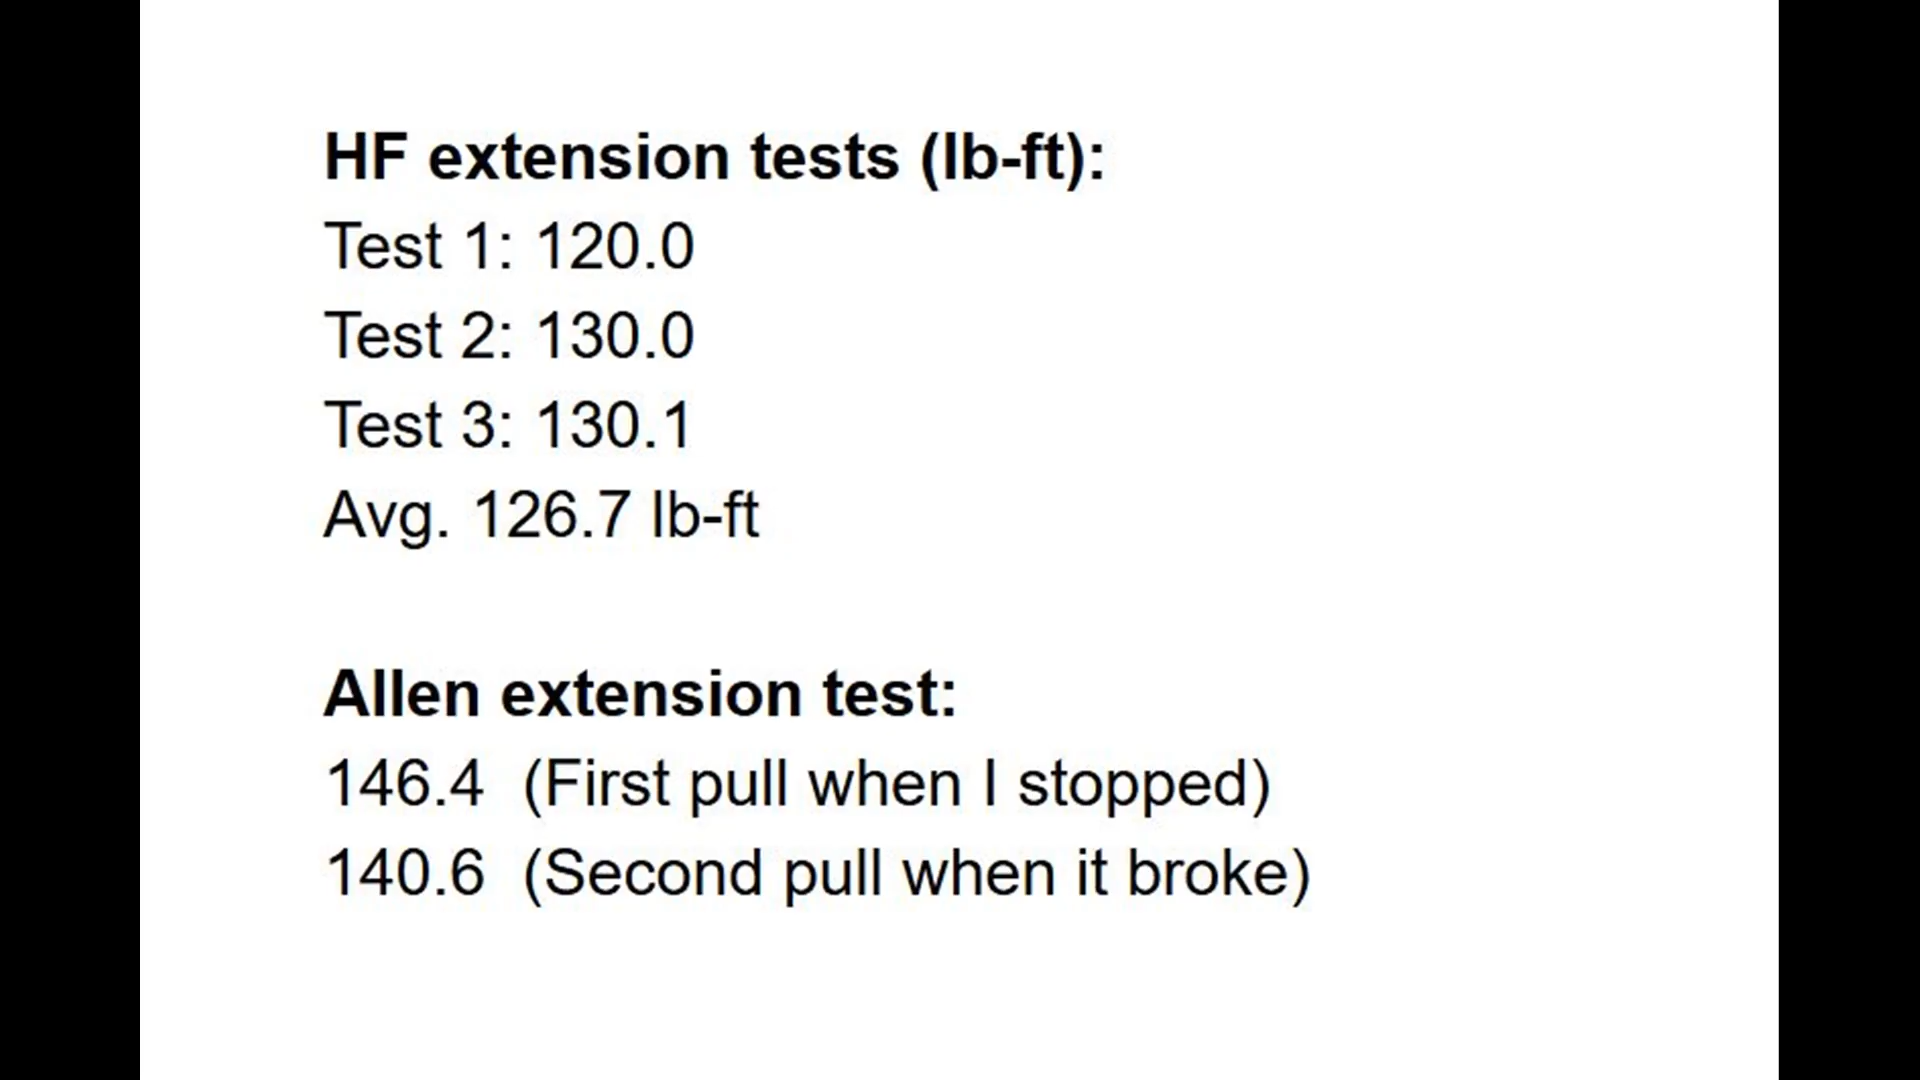 HF extension tests (lb-ft):
Test 1: 120.0
Test 2: 130.0
Test 3: 130.1
Avg. 126.7 lb-ft
Allen extension test:
146.4  (First pull when I stopped)
140.6  (Second pull when it broke)